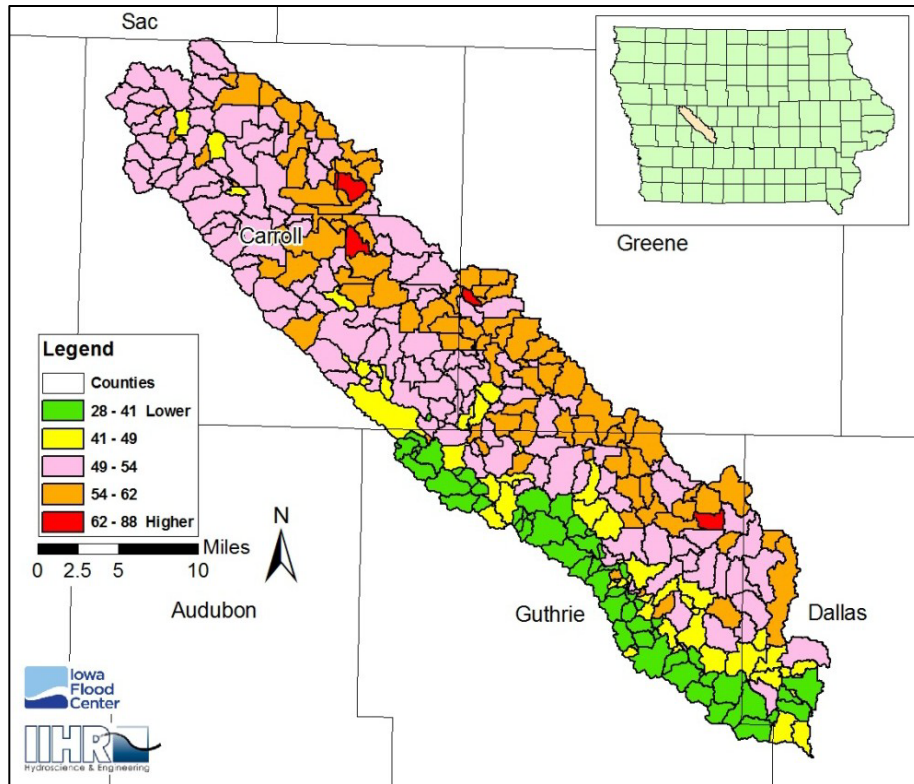 Sac
Carroll
Greene
Legend
Counties
28 - 41 Lower
41 - 49
49 - 54
54 - 62
62 - 88 Higher
Miles
0 2.5 5 10
N
Audubon
Guthrie
Dallas
Iowa
Flood
Center
IIHR
Hydroscience & Engineering